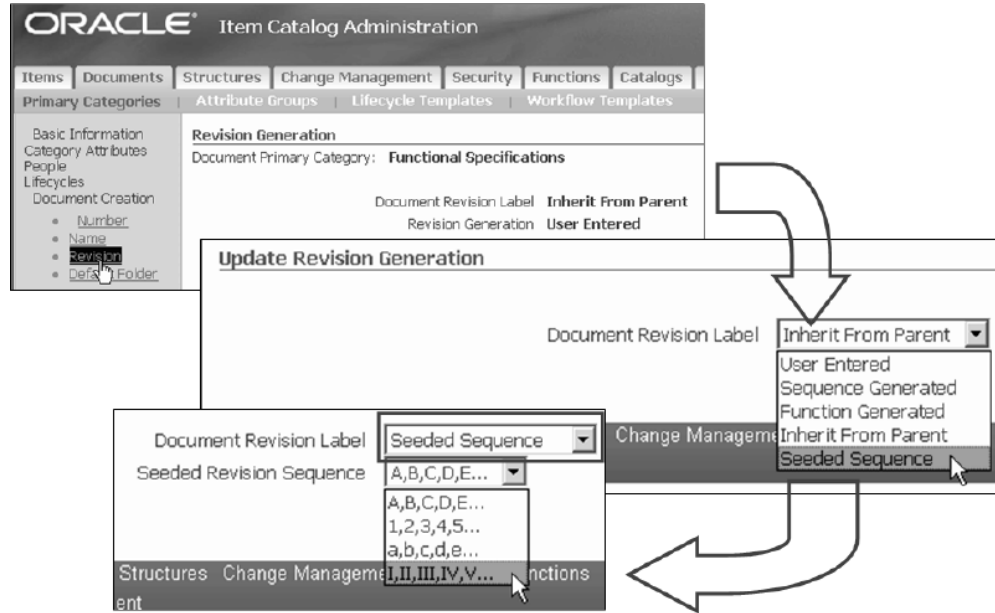 ORACLE Item Catalog Administration
Items Documents Structures Change Management Security Functions Catalogs
Primary Categories | Attribute Groups | Lifecycle Templates | Workflow Templates
Basic Information
Category Attributes
People
Lifecycles
Document Creation
Number
Name
Revision
Default Folder
Revision Generation
Document Primary Category: Functional Specifications
Document Revision Label Inherit From Parent
Revision Generation User Entered
Update Revision Generation
Document Revision Label Inherit From Parent
User Entered
Sequence Generated
Function Generated
Inherit From Parent
Seeded Sequence
Change Manageme
Document Revision Label Seeded Sequence
Seeded Revision Sequence A,B,C,D,E...
A,B,C,D,E...
1,2,3,4,5...
a,b,c,d,e...
I,II,III,IV,V...
Structures Change Manageme nctions
ent